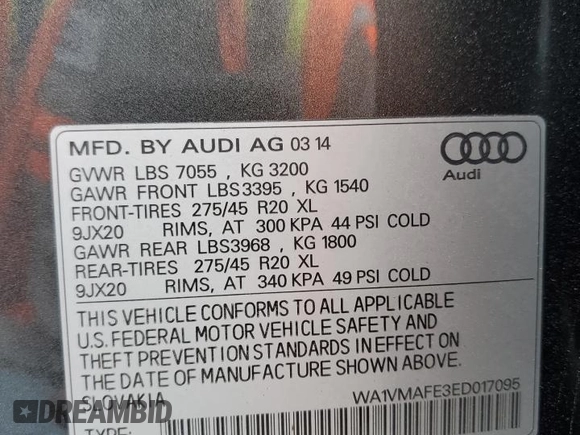 MFD. BY AUDI AG 03 14
Audi
GVWR LBS 7055 , KG 3200
GAWR FRONT LBS3395 , KG 1540
FRONT-TIRES 275/45 R20 XL
9JX20 RIMS, AT 300 KPA 44 PSI COLD
GAWR REAR LBS3968 , KG 1800
REAR-TIRES 275/45 R20 XL
9JX20 RIMS, AT 340 KPA 49 PSI COLD
THIS VEHICLE CONFORMS TO ALL APPLICABLE
U.S. FEDERAL MOTOR VEHICLE SAFETY AND
THEFT PREVENTION STANDARDS IN EFFECT ON
THE DATE OF MANUFACTURE SHOWN ABOVE.
SLOVAKIA WA1VMAFE3ED017095
TYPE:
DREAMBID